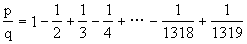 p/q = 1 − 1/2 + 1/3 − 1/4 + ⋯ − 1/1318 + 1/1319